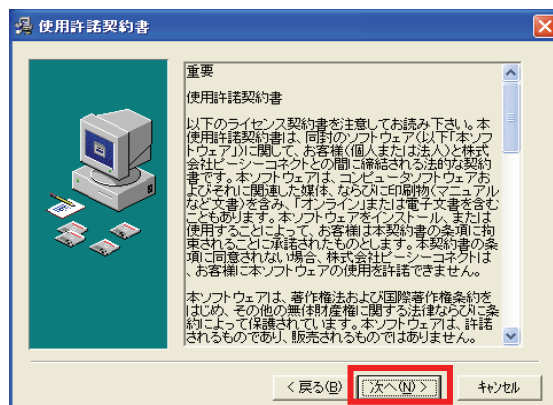 使用許諾契約書
重要
使用許諾契約書
以下のライセンス契約書を注意してお読み下さい。本
使用許諾契約書は、同封のソフトウェア(以下「本ソフ
トウェア」)に関して、お客様(個人または法人)と株式
会社ピーシーコネクトとの間に締結される法的な契約
書です。本ソフトウェアは、コンピュータソフトウェアお
よびそれに関連した媒体、ならびに印刷物(マニュアル
など文書)を含み、「オンライン」または電子文書を含む
こともあります。本ソフトウェアをインストール、または
使用することによって、お客様は本契約書の条項に拘
束されることに承諾されたものとします。本契約書の条
項に同意されない場合、株式会社ピーシーコネクトは
、お客様に本ソフトウェアの使用を許諾できません。
本ソフトウェアは、著作権法および国際著作権条約を
はじめ、その他の無体財産権に関する法律ならびに条
約によって保護されています。本ソフトウェアは、許諾
されるものであり、販売されるものではありません。
< 戻る(B) 次へ(N) > キャンセル